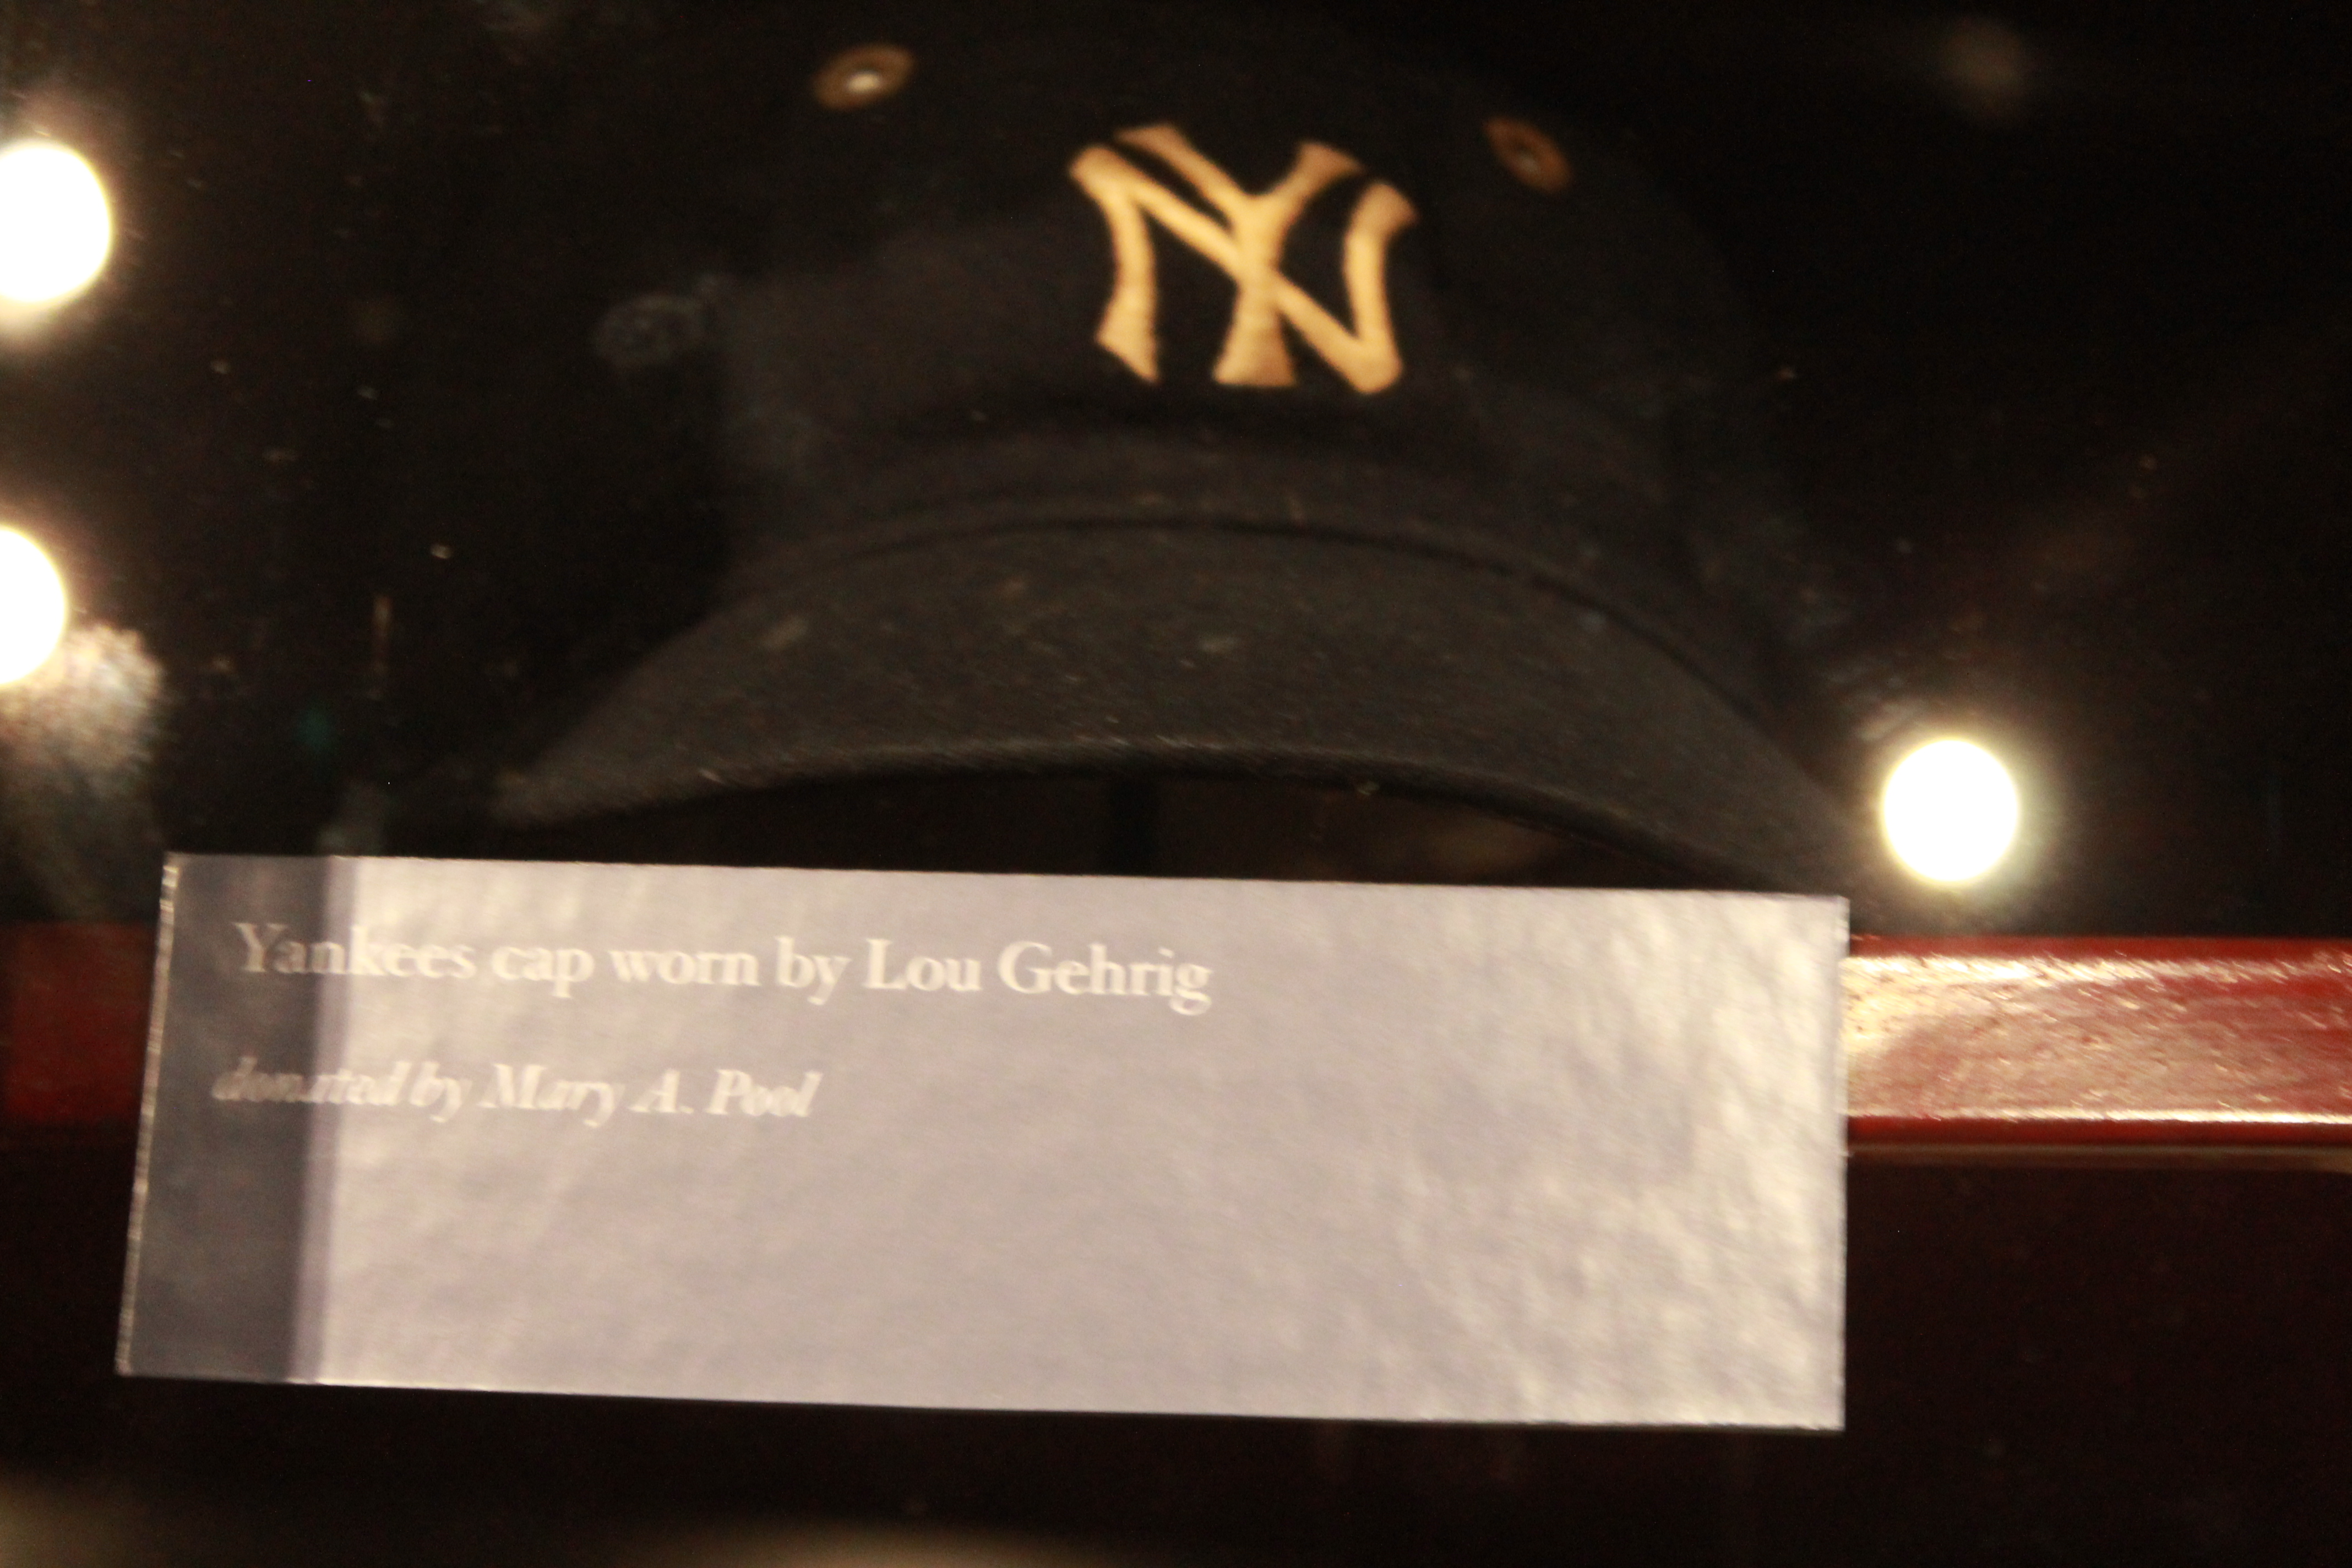 NY
Yankees cap worn by Lou Gehrig
donated by Mary A. Pool